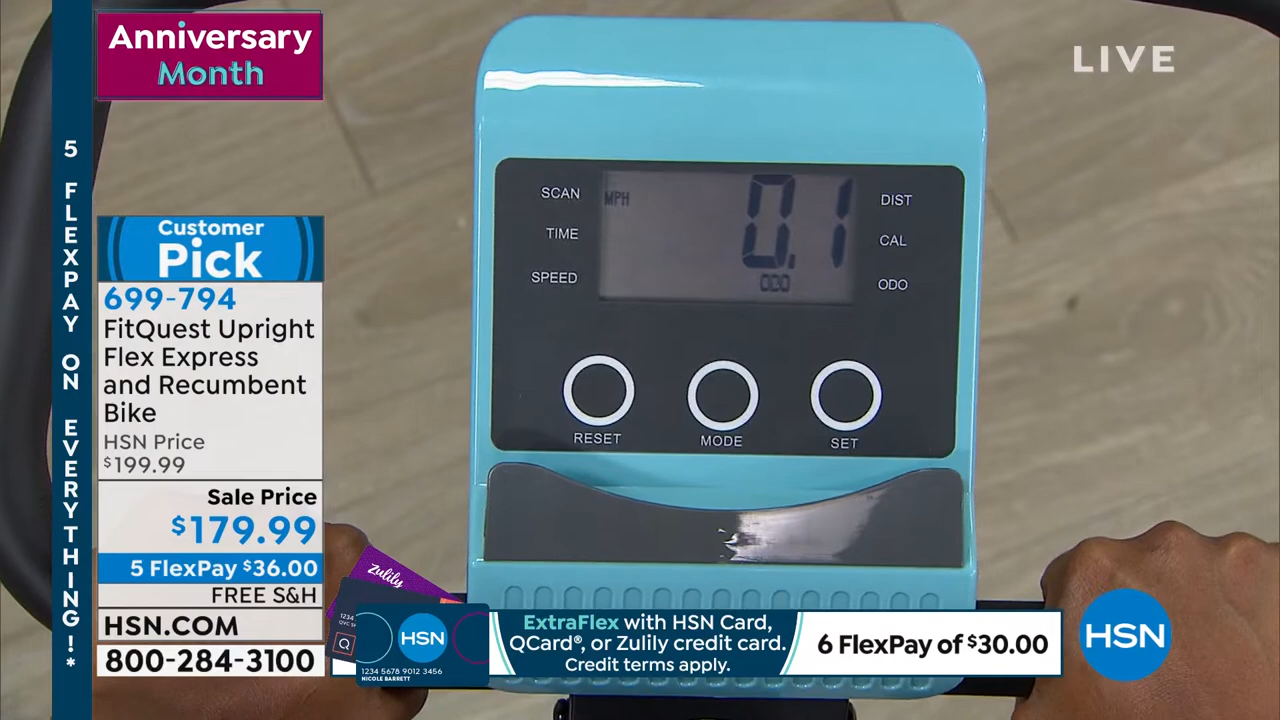 Anniversary
Month
LIVE
5 FLEXPAY ON EVERYTHING!*
Customer
Pick
699-794
FitQuest Upright
Flex Express
and Recumbent
Bike
HSN Price
$199.99
Sale Price
$179.99
5 FlexPay $36.00
FREE S&H
HSN.COM
800-284-3100
SCAN
TIME
SPEED
MPH
0.1
ODO
DIST
CAL
ODO
RESET
MODE
SET
Zulily
1234
Q
HSN
1234 5678 9012 3456
NICOLE BARRETT
ExtraFlex with HSN Card,
QCard®, or Zulily credit card.
Credit terms apply.
6 FlexPay of $30.00
HSN